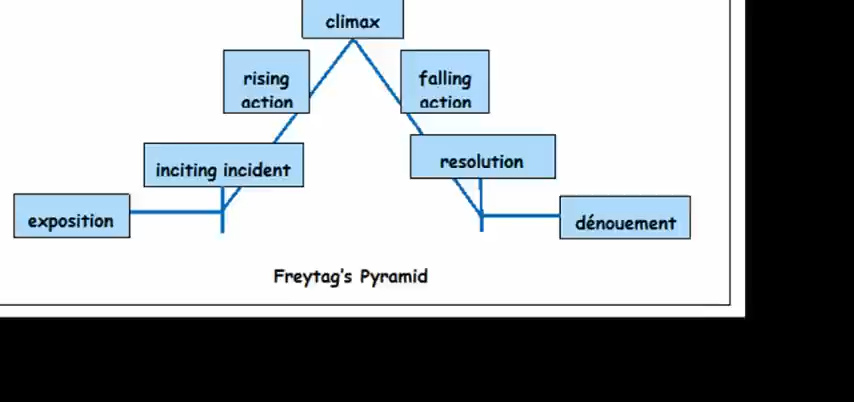 climax
rising
action
falling
action
inciting incident
resolution
exposition
dénouement
Freytag's Pyramid